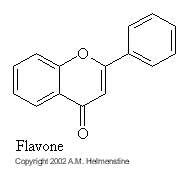 O
O
Flavone
Copyright 2002 A.M. Helmenstine